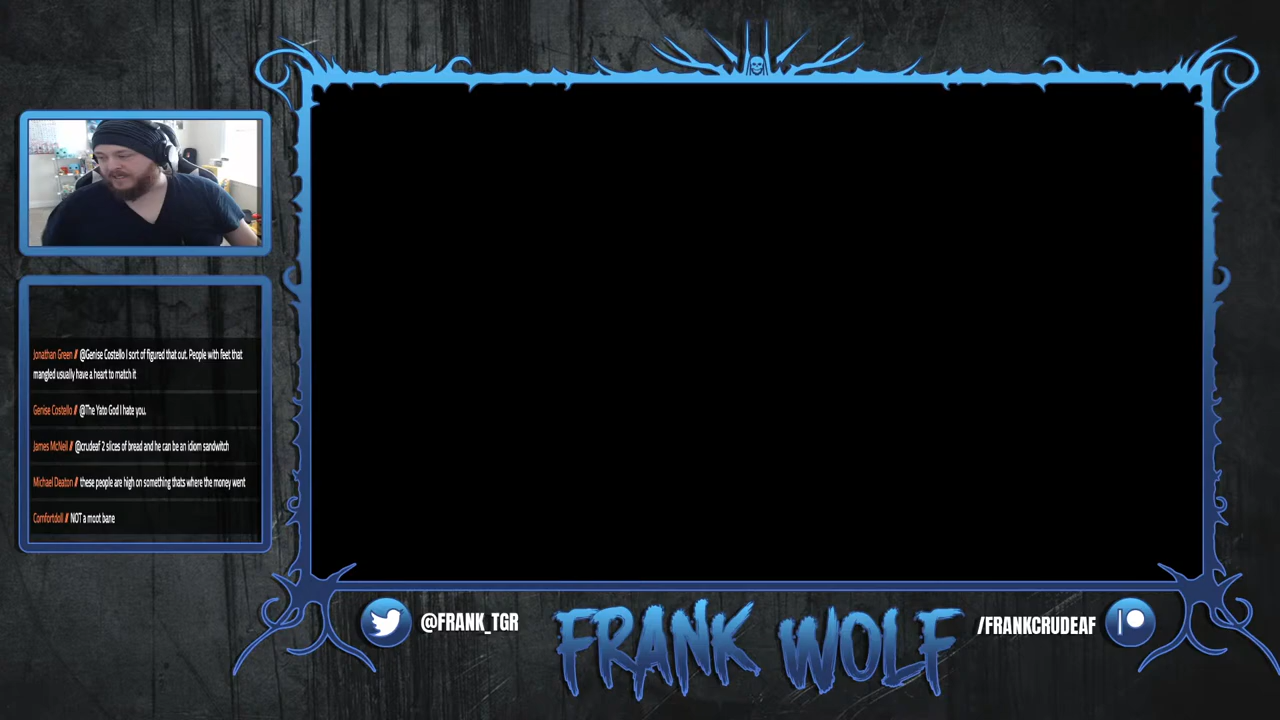 Jonathan Green // @Genise Costello I sort of figured that out. People with feet that
mangled usually have a heart to match it
Genise Costello // @The Yato God I hate you.
James McNeil // @crudeaf 2 slices of bread and he can be an idiom sandwitch
Michael Deaton // these people are high on something thats where the money went
Comfortdoll // NOT a moot bane
@FRANK_TGR
FRANK WOLF
/FRANKCRUDEAF